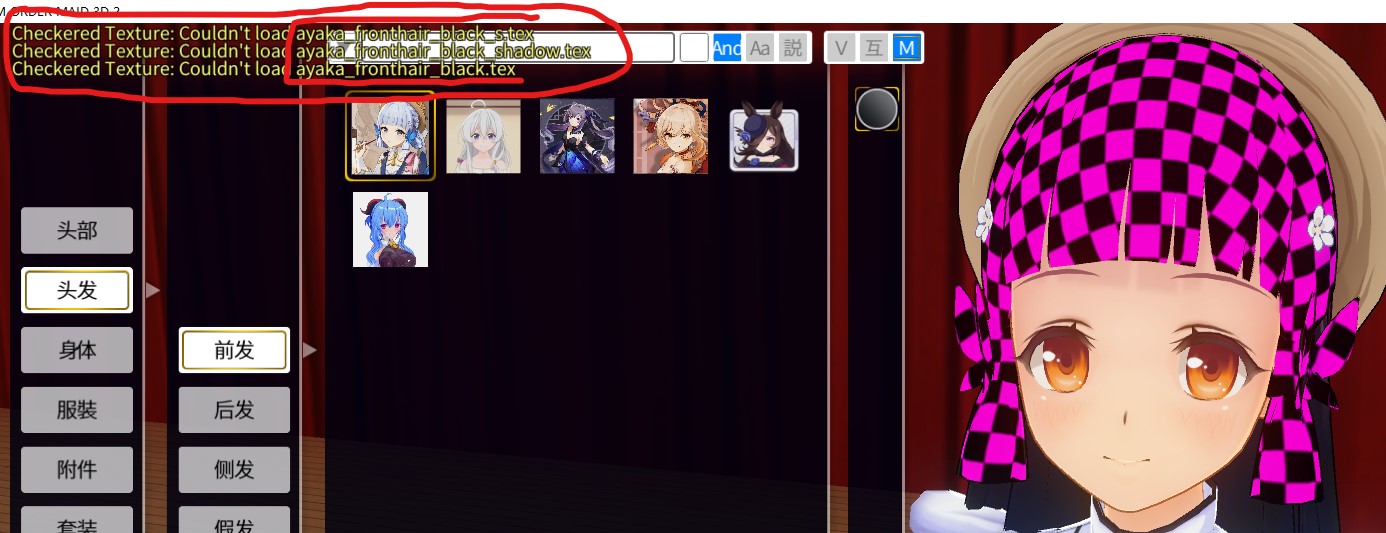 ORDER MAID 3D 2
Checkered Texture: Couldn't load ayaka_fronthair_black_s.tex
Checkered Texture: Couldn't load ayaka_fronthair_black_shadow.tex
Checkered Texture: Couldn't load ayaka_fronthair_black.tex
And Aa 説 V 互 M
头部
头发
身体
前发
服装
后发
附件
侧发
套装
假发